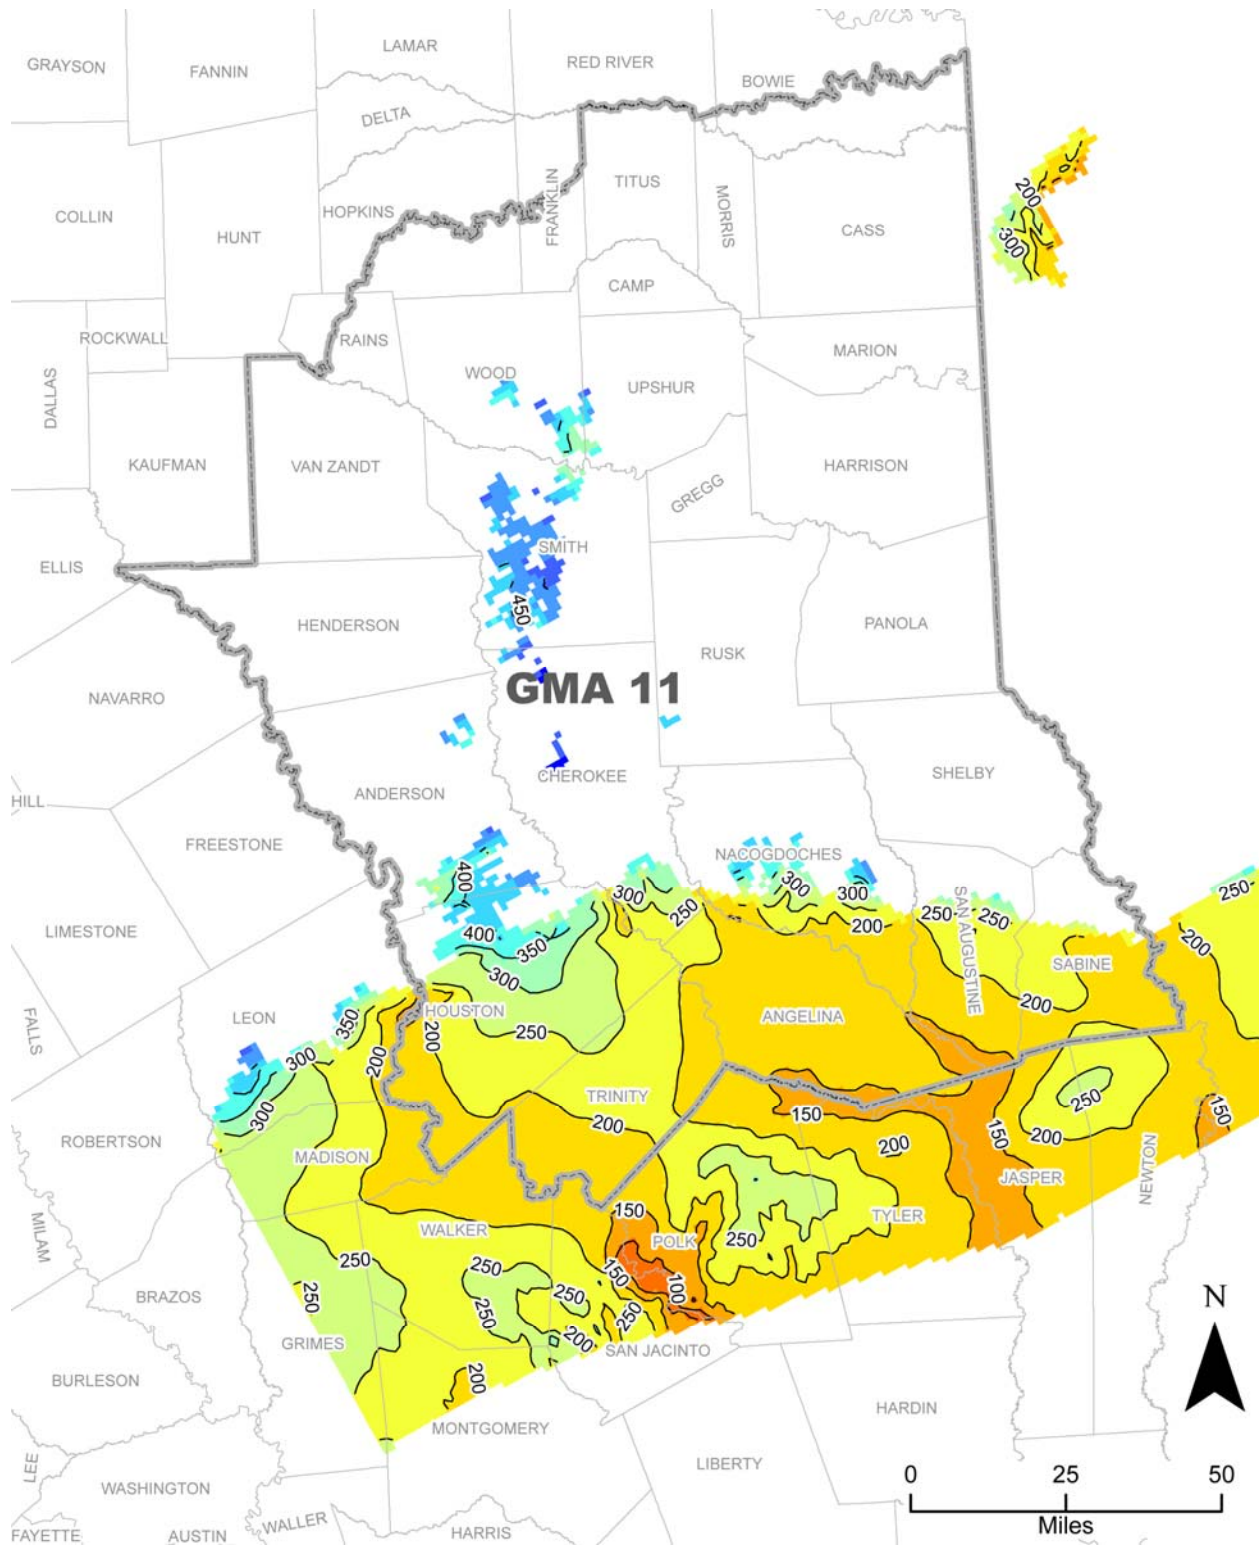 LAMAR
GRAYSON
FANNIN
RED RIVER
BOWIE
DELTA
TITUS
FRANKLIN
MORRIS
HOPKINS
COLLIN
HUNT
CASS
200
300
CAMP
ROCKWALL
RAINS
MARION
DALLAS
WOOD
UPSHUR
KAUFMAN
VAN ZANDT
HARRISON
GREGG
SMITH
ELLIS
450
HENDERSON
PANOLA
RUSK
GMA 11
NAVARRO
SHELBY
CHEROKEE
HILL
ANDERSON
FREESTONE
NACOGDOCHES
400
300
300
300
250
250
250
250
SAN AUGUSTINE
200
LIMESTONE
400
350
200
SABINE
300
200
HOUSTON
ANGELINA
LEON
350
FALLS
200
250
300
200
TRINITY
250
300
150
150
200
200
150
200
ROBERTSON
MADISON
JASPER
NEWTON
MILAM
150
WALKER
TYLER
POLK
250
250
250
150
100
BRAZOS
250
250
250
250
N
200
GRIMES
SAN JACINTO
BURLESON
200
HARDIN
MONTGOMERY
LEE
LIBERTY
WASHINGTON
0 25 50
Miles
FAYETTE
AUSTIN
WALLER
HARRIS